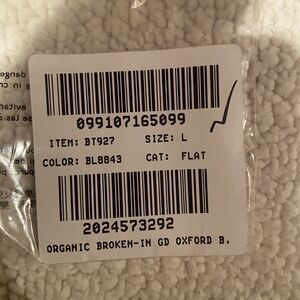 099107165099
ITEM: BT927 SIZE: L
COLOR: BL8843 CAT: FLAT
2024573292
ORGANIC BROKEN-IN GD OXFORD B.